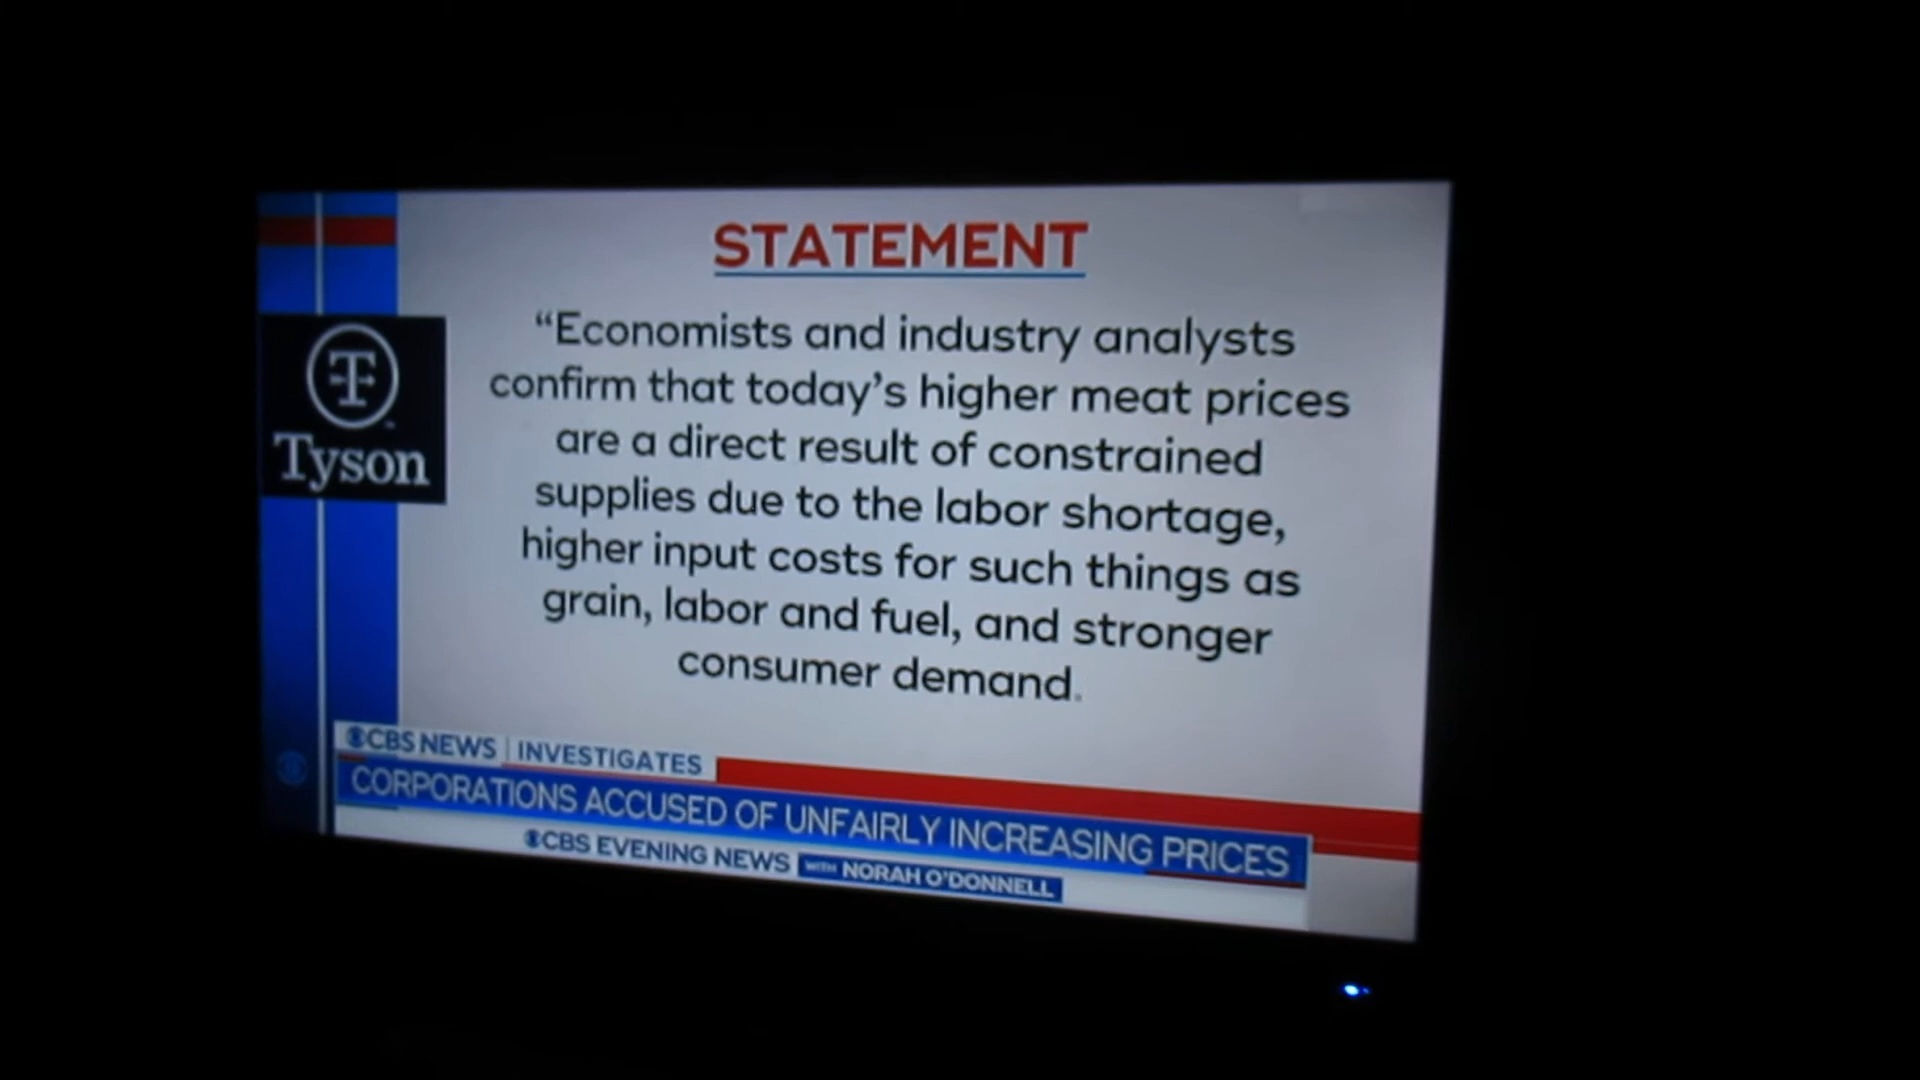 STATEMENT
“Economists and industry analysts
confirm that today’s higher meat prices
are a direct result of constrained
supplies due to the labor shortage,
higher input costs for such things as
grain, labor and fuel, and stronger
consumer demand.
Tyson
CBS NEWS | INVESTIGATES
CORPORATIONS ACCUSED OF UNFAIRLY INCREASING PRICES
CBS EVENING NEWS WITH NORAH O'DONNELL